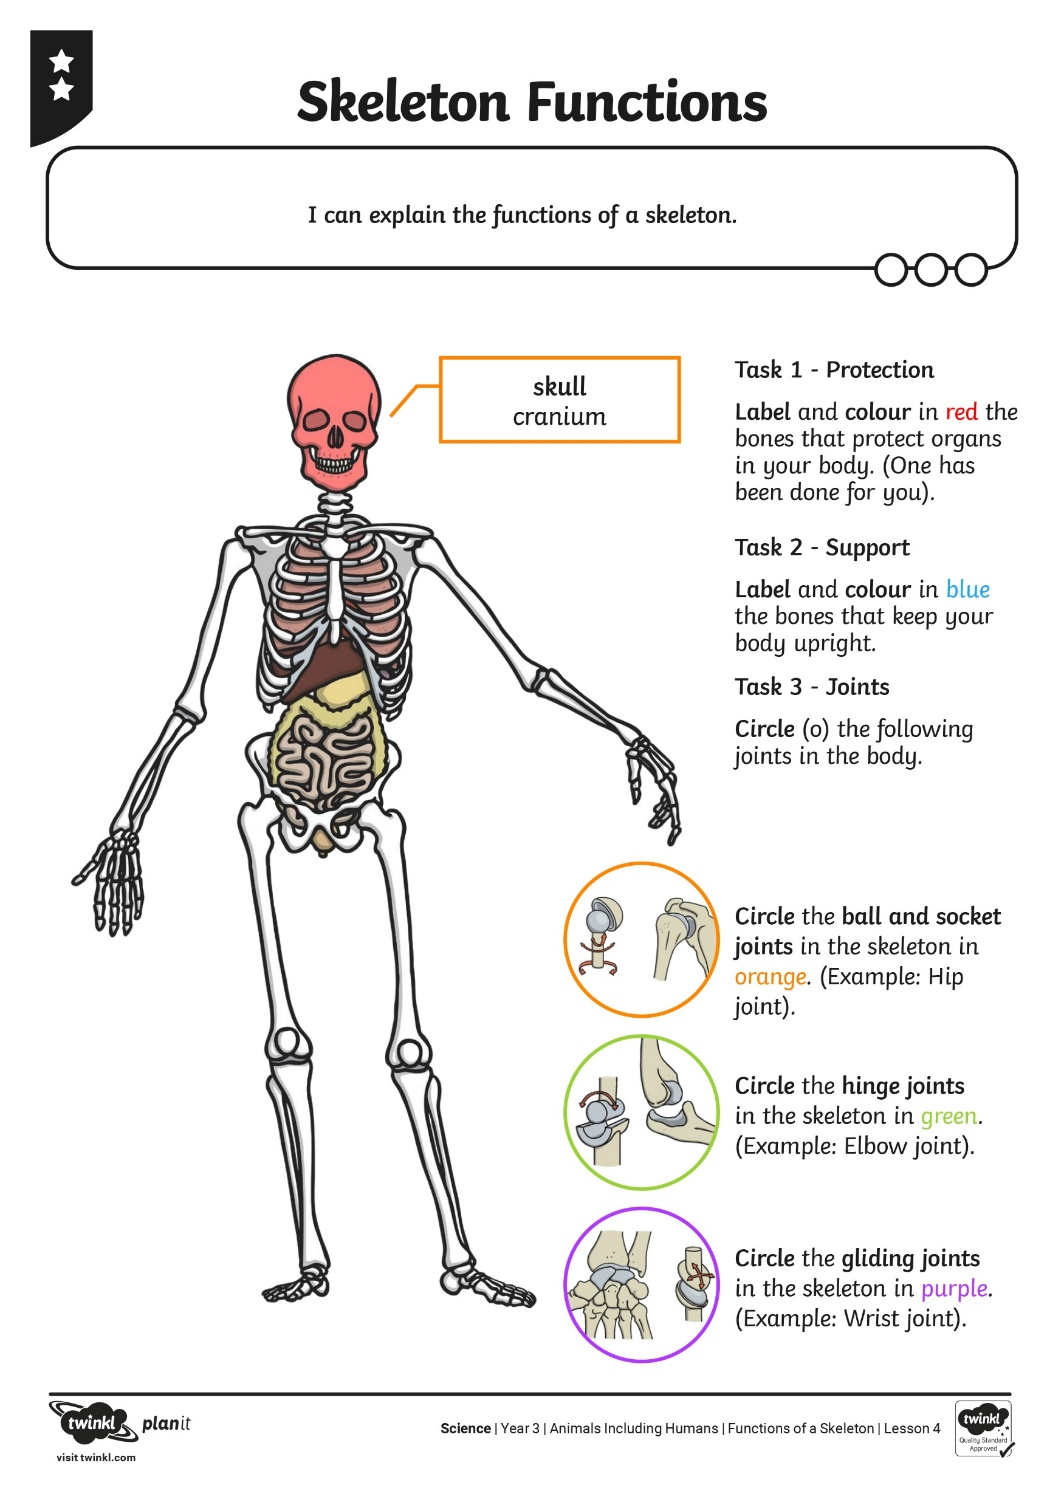 Skeleton Functions
I can explain the functions of a skeleton.
skull
cranium
Task 1 - Protection
Label and colour in red the
bones that protect organs
in your body. (One has
been done for you).
Task 2 - Support
Label and colour in blue
the bones that keep your
body upright.
Task 3 - Joints
Circle (o) the following
joints in the body.
Circle the ball and socket
joints in the skeleton in
orange. (Example: Hip
joint).
Circle the hinge joints
in the skeleton in green.
(Example: Elbow joint).
Circle the gliding joints
in the skeleton in purple.
(Example: Wrist joint).
twinkl planit
visit twinkl.com
Science | Year 3 | Animals Including Humans | Functions of a Skeleton | Lesson 4
twinkl
Quality Standard
Approved